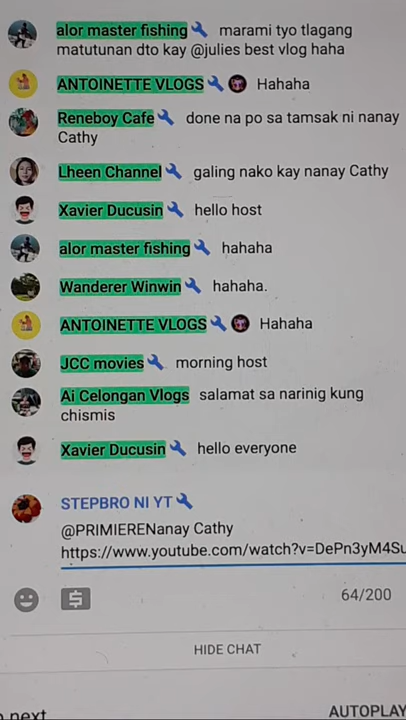 alor master fishing marami tyo tlagang
matutunan dto kay @julies best vlog haha
ANTOINETTE VLOGS Hahaha
Reneboy Cafe done na po sa tamsak ni nanay
Cathy
Lheen Channel galing nako kay nanay Cathy
Xavier Ducusin hello host
alor master fishing hahaha
Wanderer Winwin hahaha.
ANTOINETTE VLOGS Hahaha
JCC movies morning host
Ai Celongan Vlogs salamat sa narinig kung
chismis
Xavier Ducusin hello everyone
STEPBRO NI YT
@PRIMIERENanay Cathy
https://www.youtube.com/watch?v=DePn3yM4Su
64/200
HIDE CHAT
next
AUTOPLAY